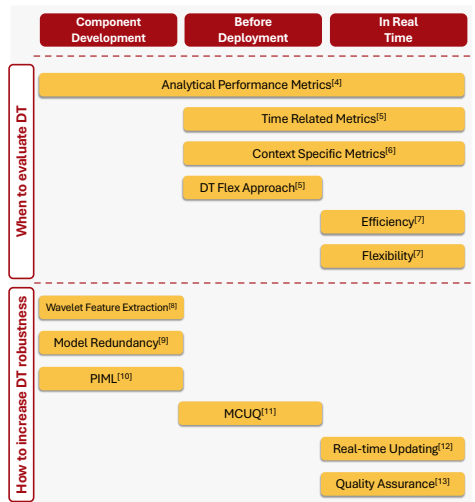 Component
Development
Before
Deployment
In Real
Time
When to evaluate DT
Analytical Performance Metrics[4]
Time Related Metrics[5]
Context Specific Metrics[6]
DT Flex Approach[5]
Efficiency[7]
Flexibility[7]
How to increase DT robustness
Wavelet Feature Extraction[8]
Model Redundancy[9]
PIML[10]
MCUQ[11]
Real-time Updating[12]
Quality Assurance[13]